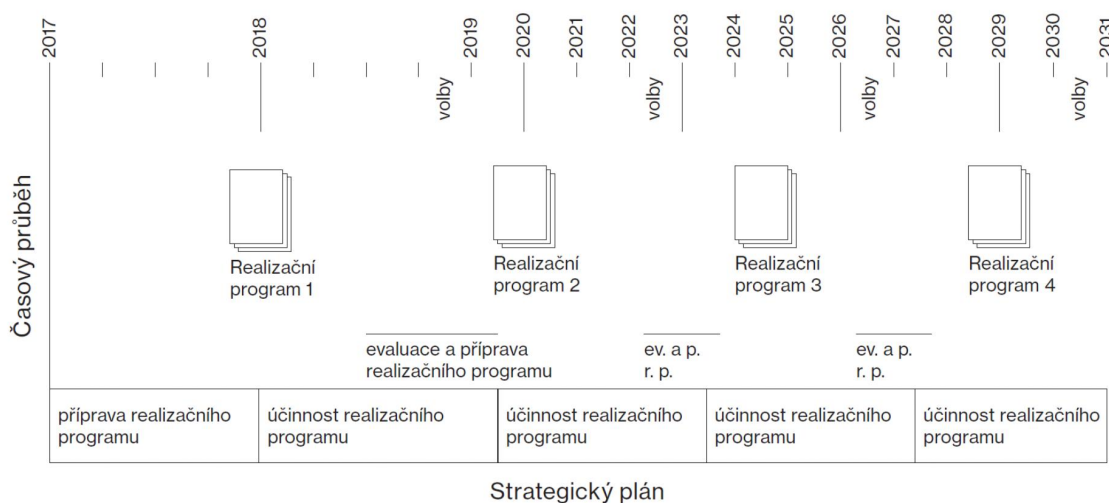 2017
2018
2019
2020
2021
2022
2023
2024
2025
2026
2027
2028
2029
2030
2031
volby
volby
volby
volby
Časový průběh
Realizační
program 1
Realizační
program 2
Realizační
program 3
Realizační
program 4
evaluace a příprava
realizačního programu
ev. a p.
r. p.
ev. a p.
r. p.
příprava realizačního
programu
účinnost realizačního
programu
účinnost realizačního
programu
účinnost realizačního
programu
účinnost realizačního
programu
Strategický plán